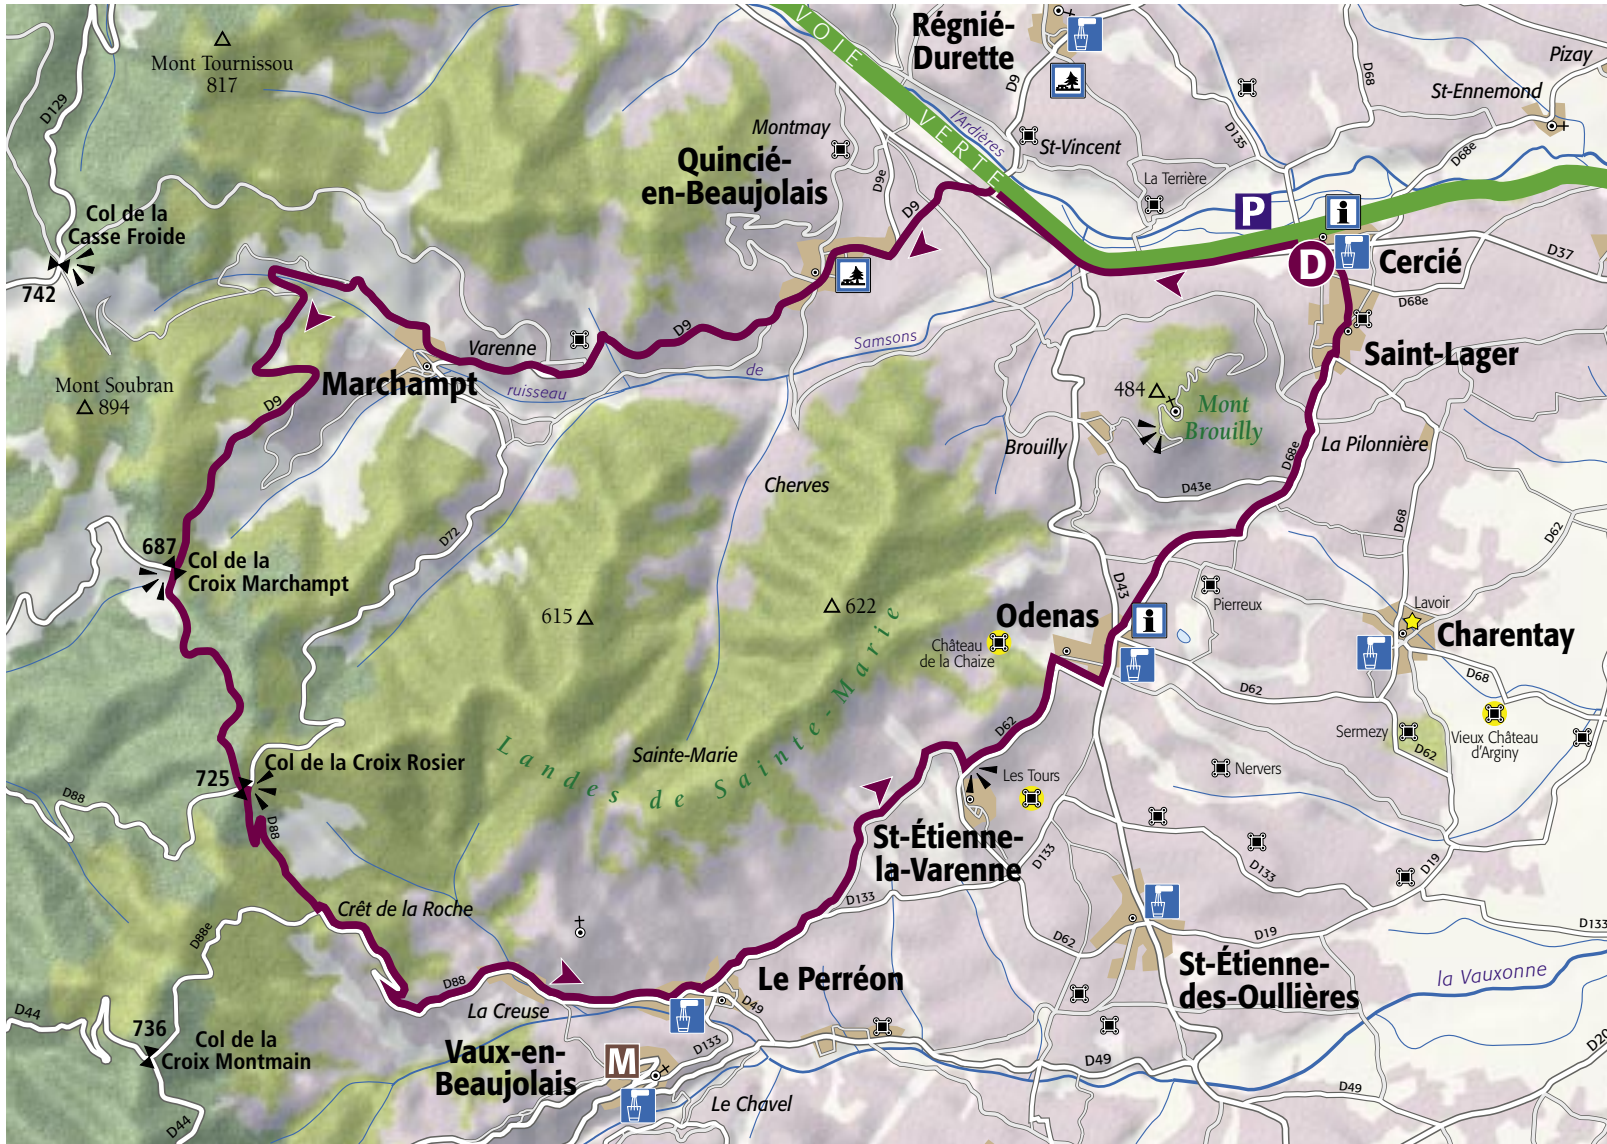 VOIE VERTE
Régnié-
Durette
Pizay
Mont Tournissou
817
D129
D9
D68
St-Ennemond
l'Ardières
Montmay
D135
St-Vincent
D68e
Quincié-
en-Beaujolais
D9e
La Terrière
Col de la
Casse Froide
D9
P
i
742
D
Cercié
D37
D68e
D9
Samsons
Varenne
de
Saint-Lager
Mont Soubran
894
Marchampt
ruisseau
484
Mont
Brouilly
D9
Brouilly
D68e
La Pilonnière
Cherves
D43e
D72
D68
D62
687
Col de la
Croix Marchampt
D43
615
622
Odenas
i
Pierreux
Lavoir
Château
de la Chaize
Charentay
D62
D68
Landes de Sainte-Marie
D62
Sermezy
Vieux Château
d'Arginy
D62
Sainte-Marie
725
Col de la Croix Rosier
Les Tours
Nervers
D88
D88
St-Étienne-
la-Varenne
D133
D133
D19
D133
Crêt de la Roche
D88e
D62
D19
D133
D88
Le Perréon
St-Étienne-
des-Oullières
la Vauxonne
D44
La Creuse
D49
736
Col de la
Croix Montmain
Vaux-en-
Beaujolais
M
D133
D49
D20
D49
Le Chavel
D44